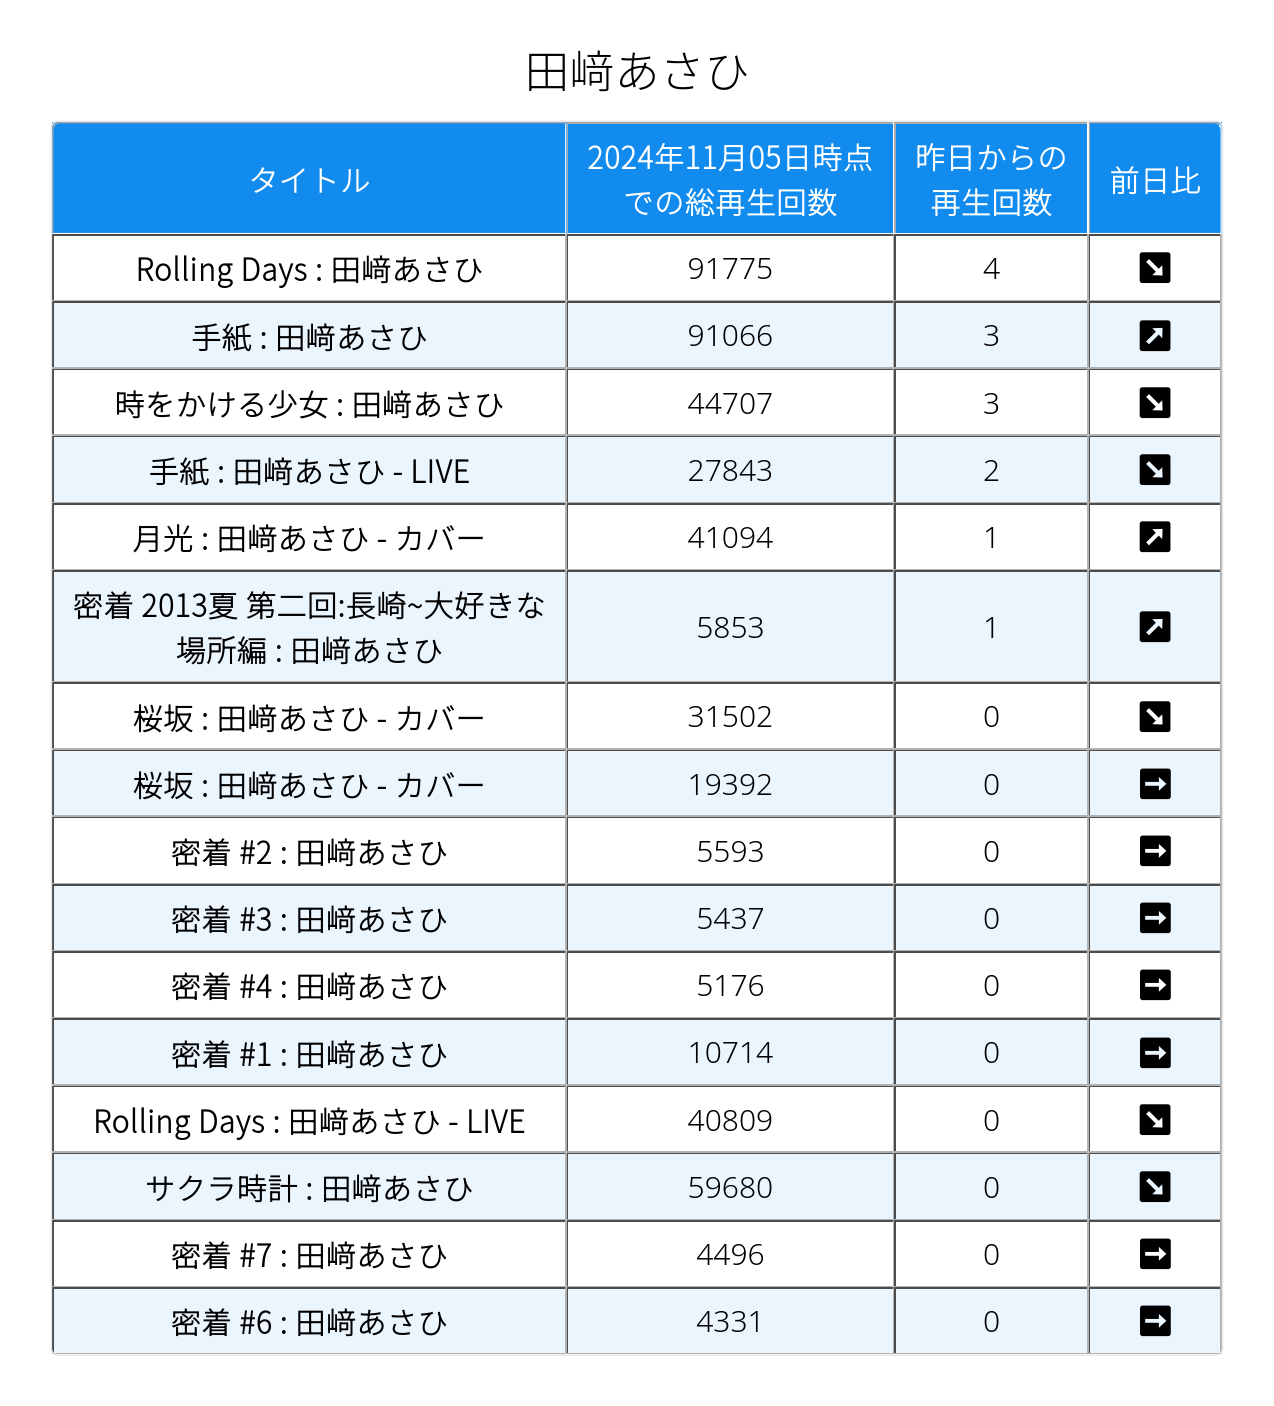 田﨑あさひ
タイトル
2024年11月05日時点
での総再生回数
昨日からの
再生回数
前日比
Rolling Days : 田﨑あさひ 91775 4 ↘
手紙 : 田﨑あさひ 91066 3 ↗
時をかける少女 : 田﨑あさひ 44707 3 ↘
手紙 : 田﨑あさひ - LIVE 27843 2 ↘
月光 : 田﨑あさひ - カバー 41094 1 ↗
密着 2013夏 第二回:長崎~大好きな
場所編 : 田﨑あさひ 5853 1 ↗
桜坂 : 田﨑あさひ - カバー 31502 0 ↘
桜坂 : 田﨑あさひ - カバー 19392 0 →
密着 #2 : 田﨑あさひ 5593 0 →
密着 #3 : 田﨑あさひ 5437 0 →
密着 #4 : 田﨑あさひ 5176 0 →
密着 #1 : 田﨑あさひ 10714 0 →
Rolling Days : 田﨑あさひ - LIVE 40809 0 ↘
サクラ時計 : 田﨑あさひ 59680 0 ↘
密着 #7 : 田﨑あさひ 4496 0 →
密着 #6 : 田﨑あさひ 4331 0 →